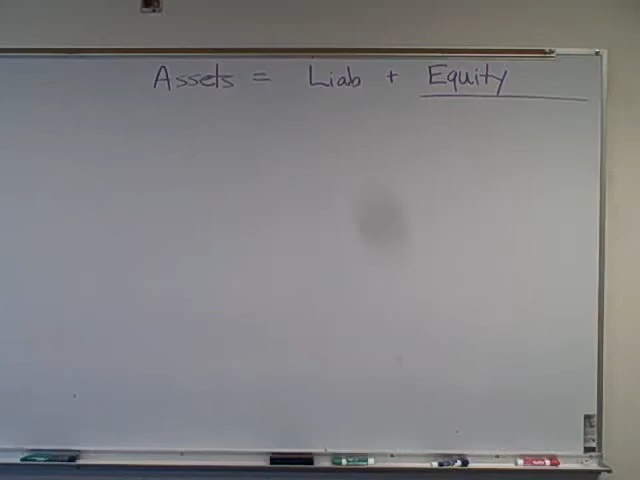 Assets = Liab + Equity